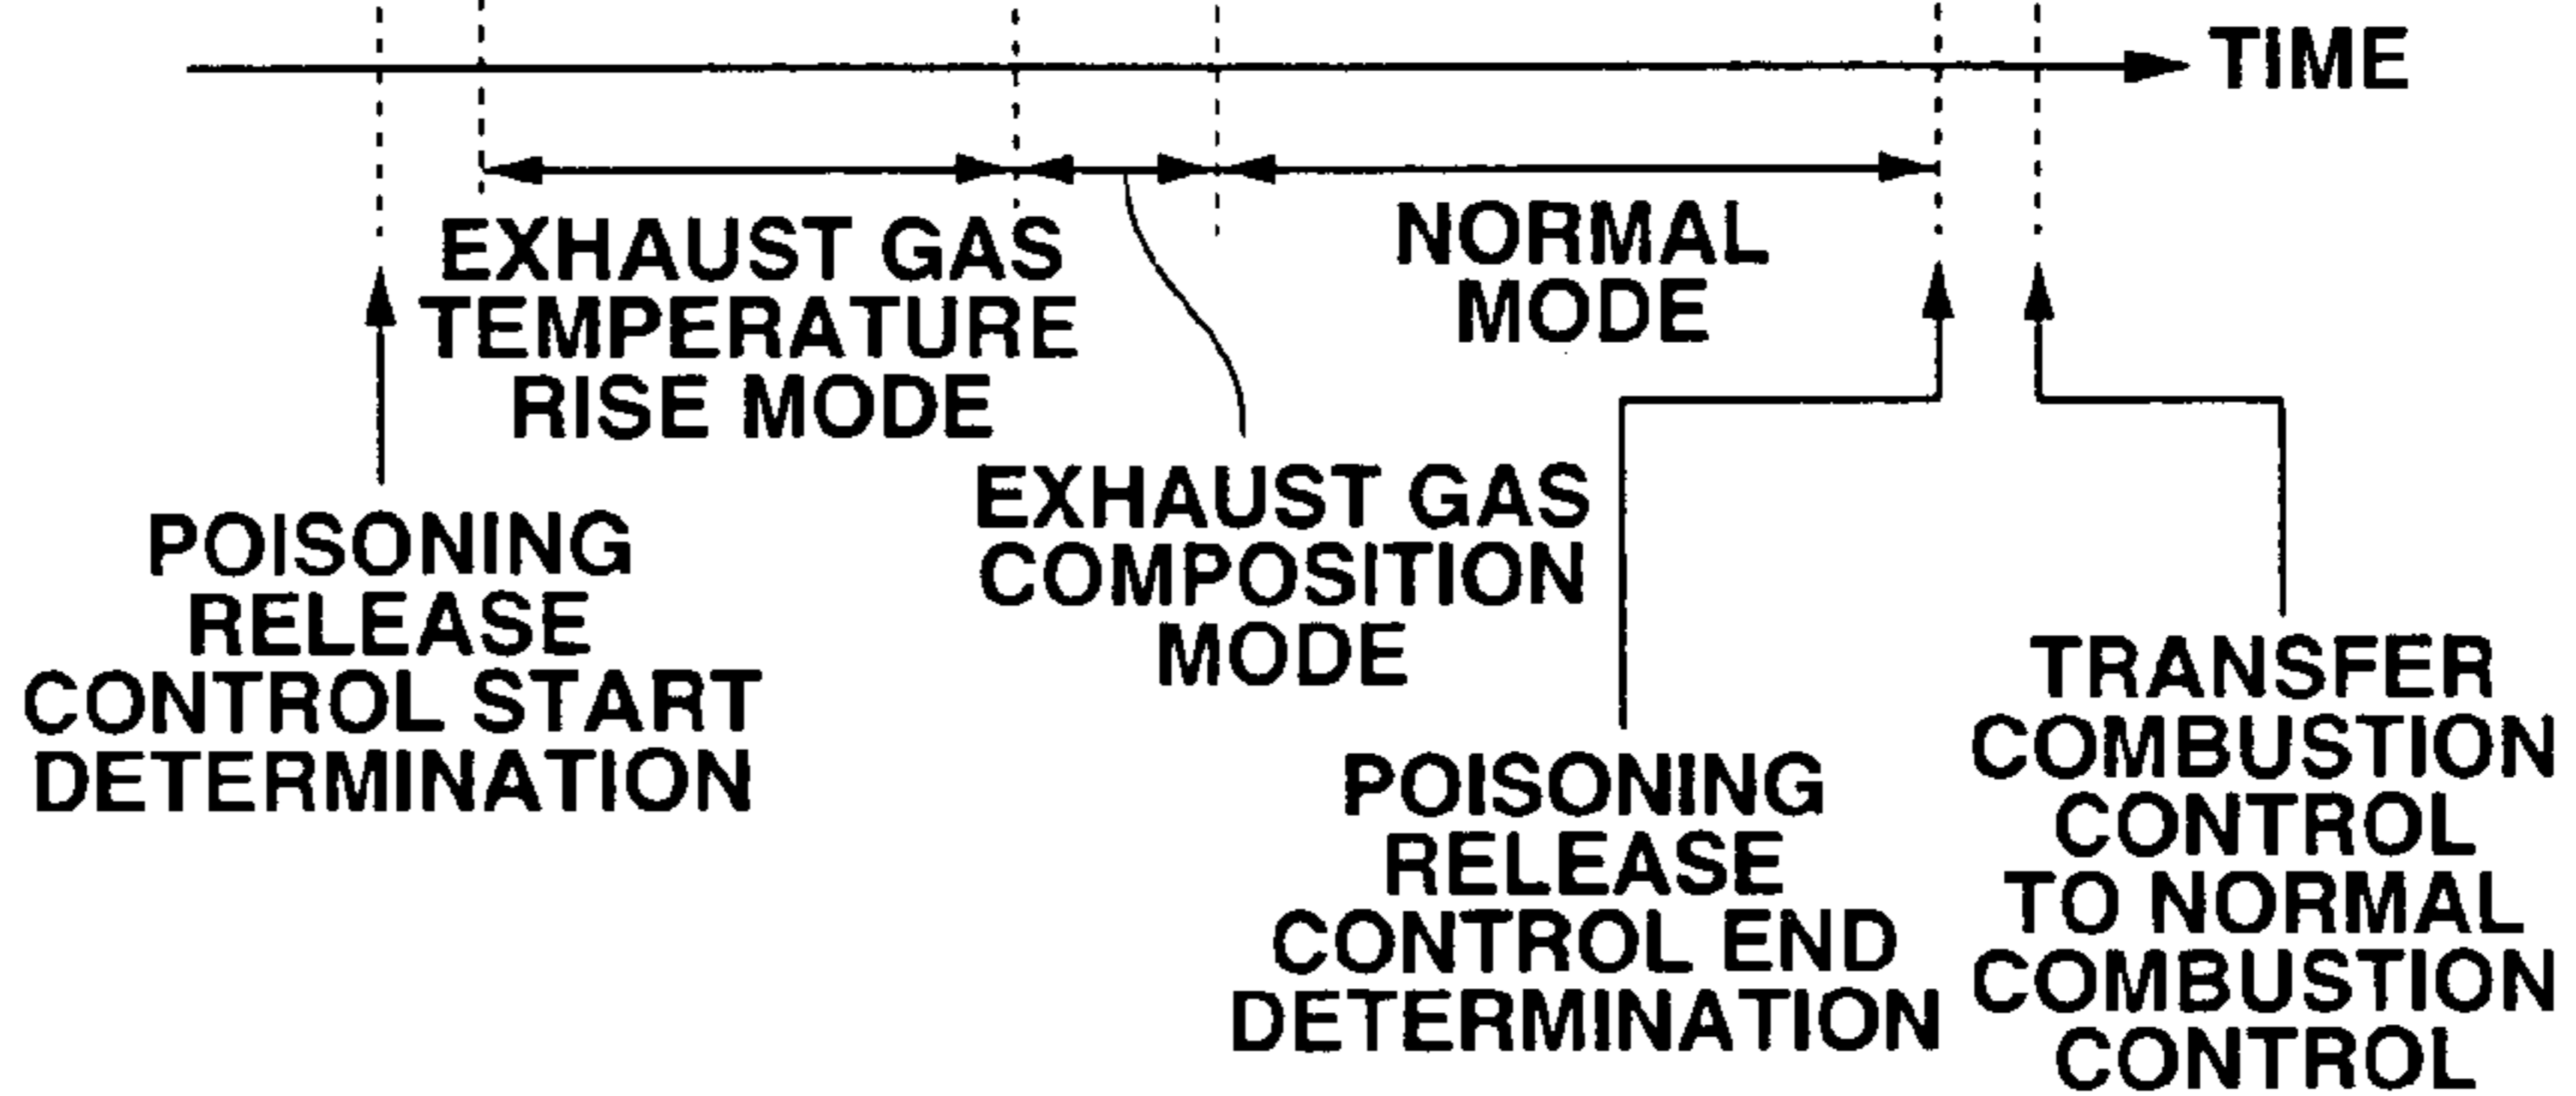 TIME
EXHAUST GAS
TEMPERATURE
RISE MODE
NORMAL
MODE
EXHAUST GAS
COMPOSITION
MODE
POISONING
RELEASE
CONTROL START
DETERMINATION
POISONING
RELEASE
CONTROL END
DETERMINATION
TRANSFER
COMBUSTION
CONTROL
TO NORMAL
COMBUSTION
CONTROL